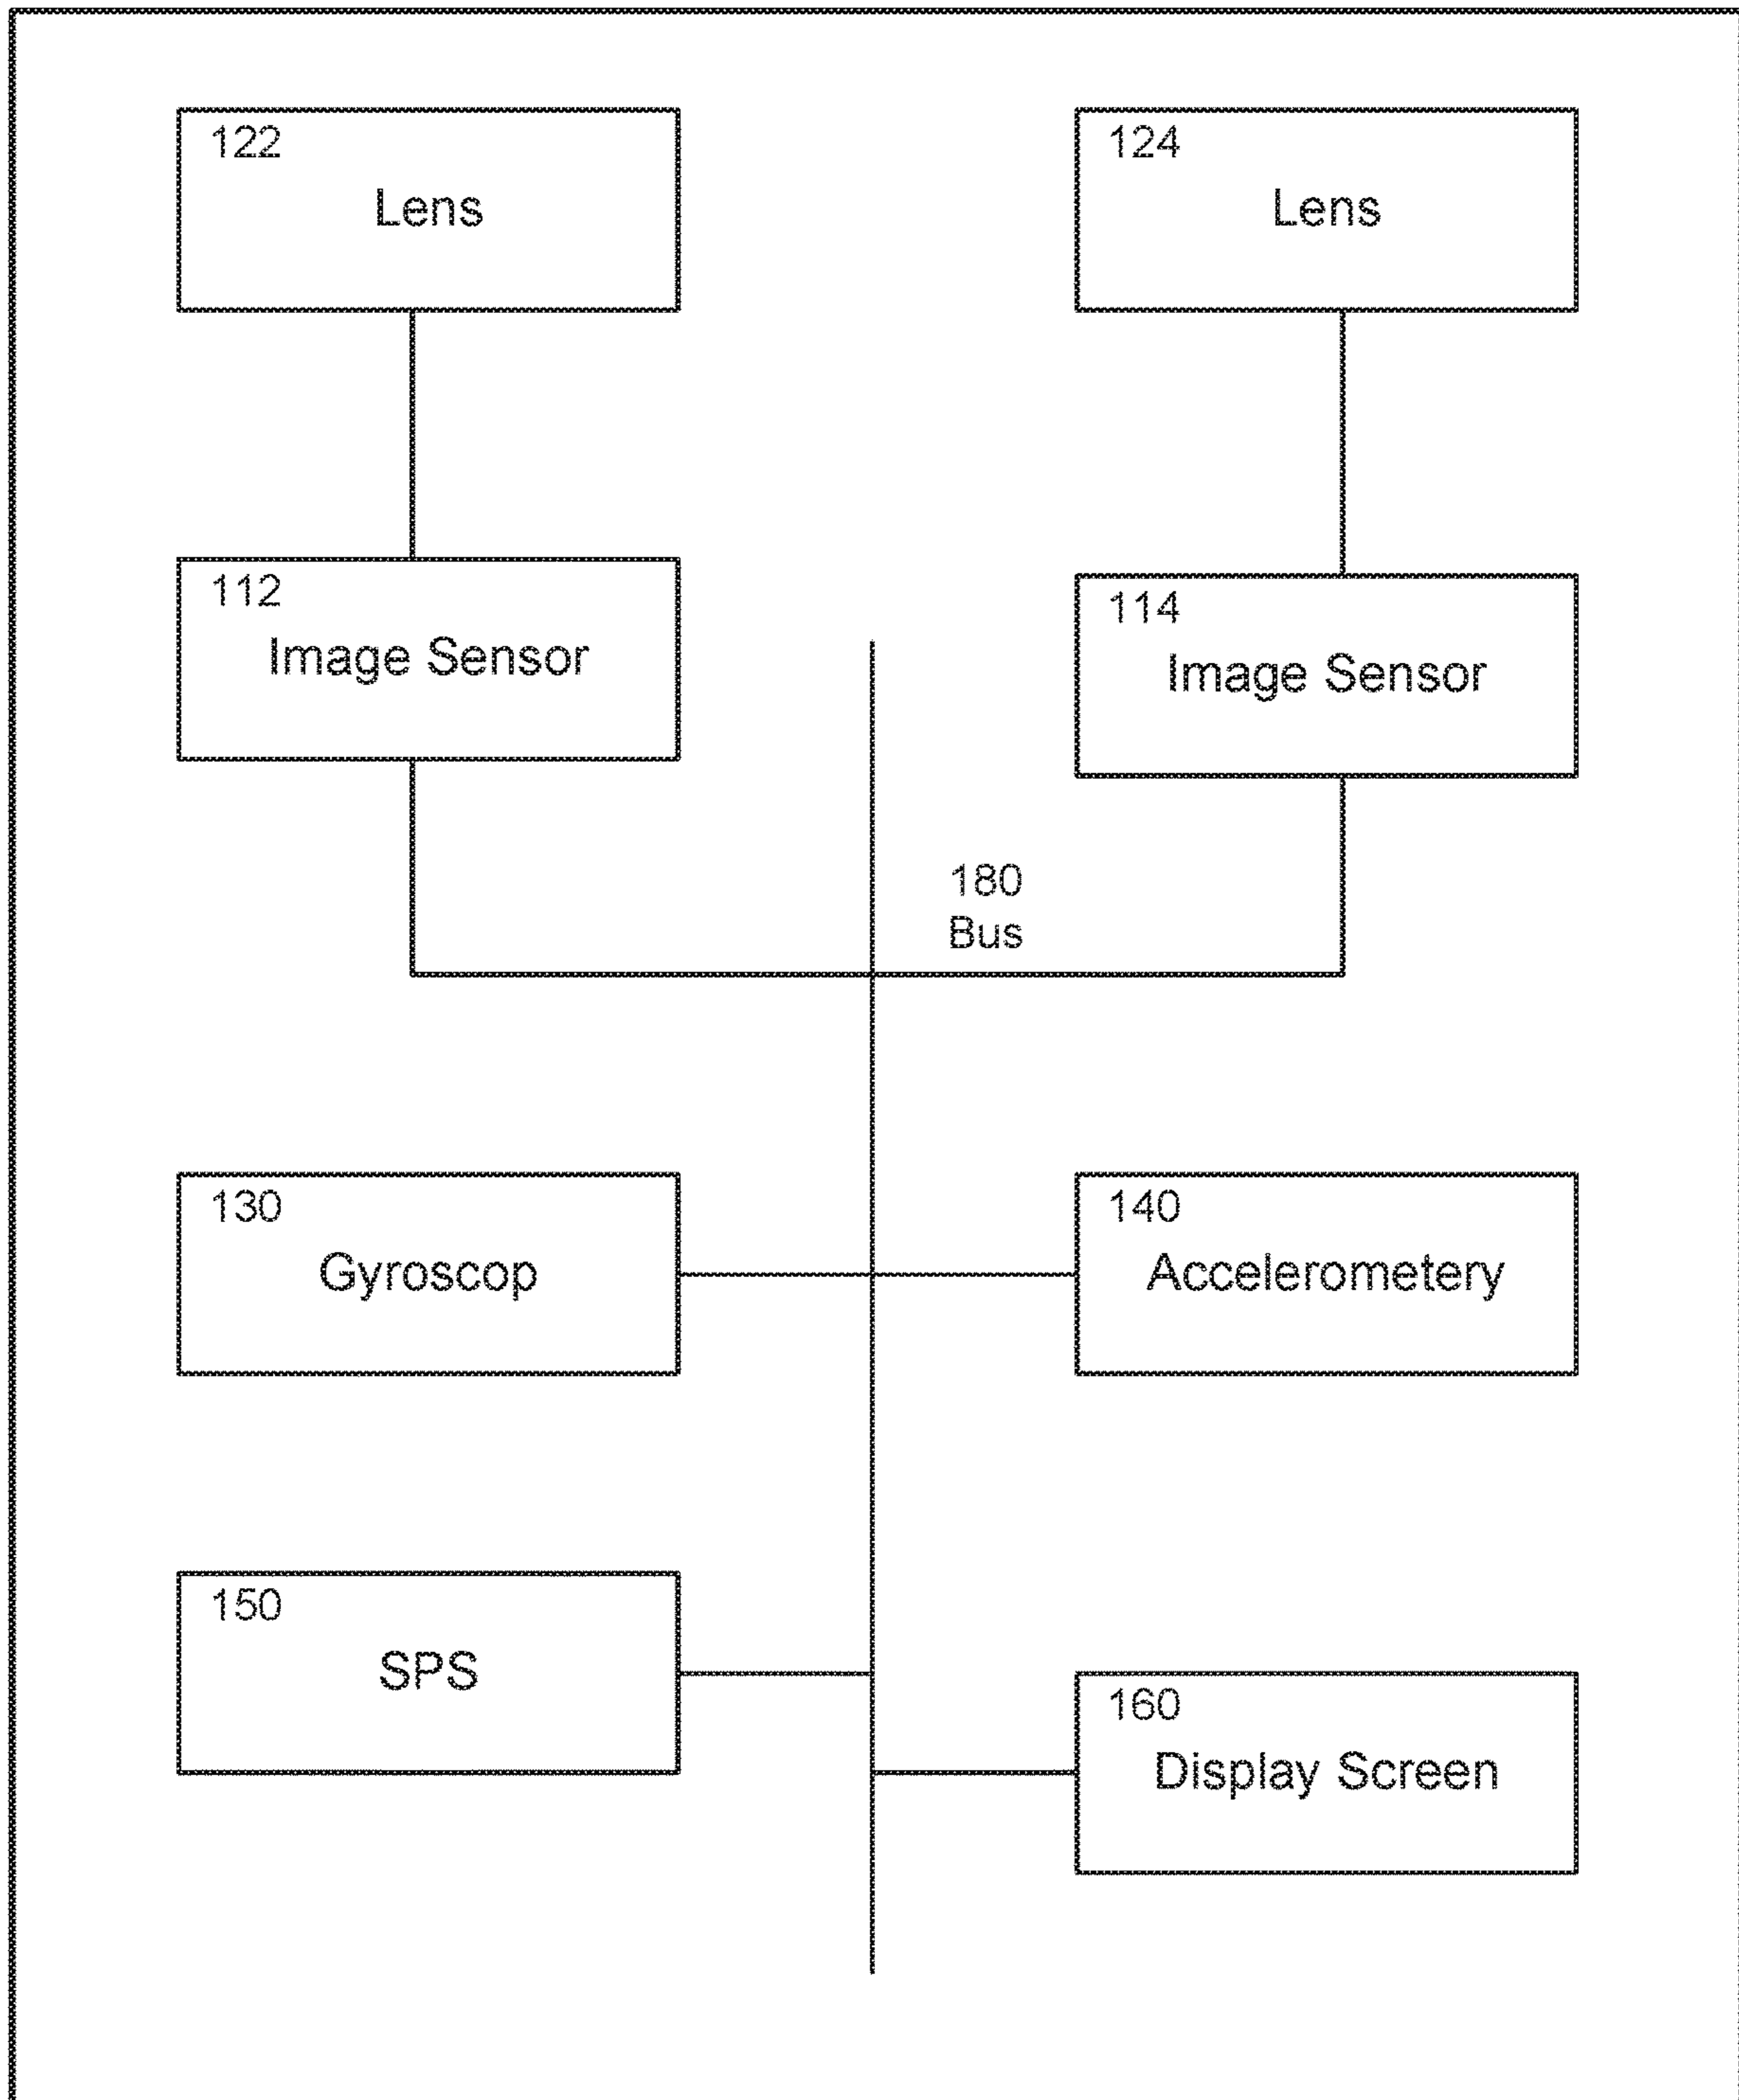 122
Lens
124
Lens
112
Image Sensor
114
Image Sensor
180
Bus
130
Gyroscop
140
Accelerometery
150
SPS
160
Display Screen